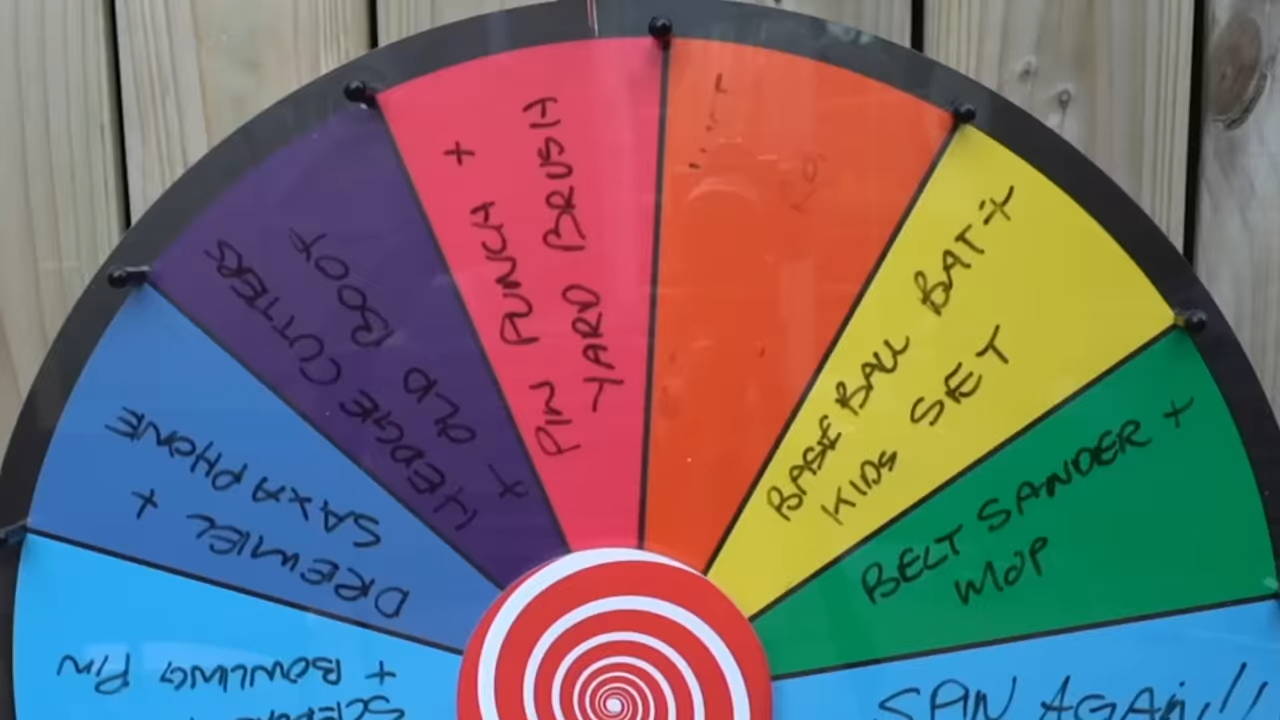 DREMEL +
SAXAPHONE
HEDGE CUTTERS
+ OLD BOOT
PIN PUNCH +
YARD BRUSH
BASEBALL BAT +
KIDS SET
BELT SANDER +
MOP
SPIN AGAIN!!
+ BOWLING PIN